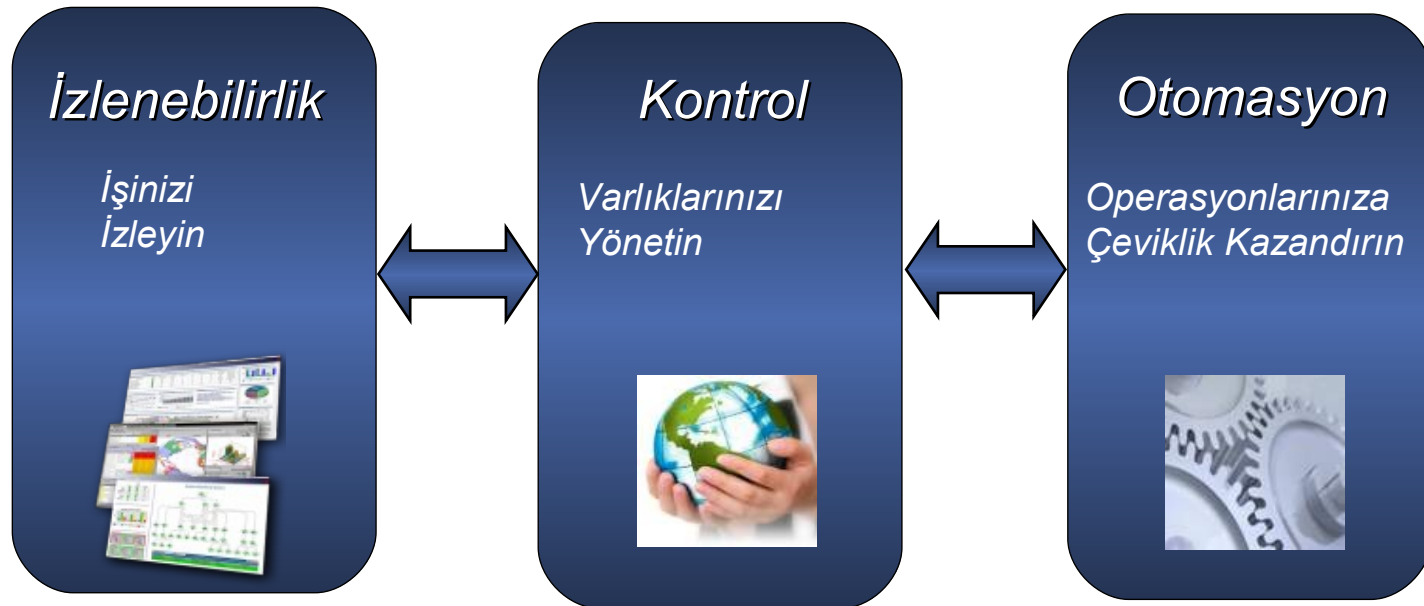 İzlenebilirlik
İşinizi
İzleyin
Kontrol
Varlıklarınızı
Yönetin
Otomasyon
Operasyonlarınıza
Çeviklik Kazandırın